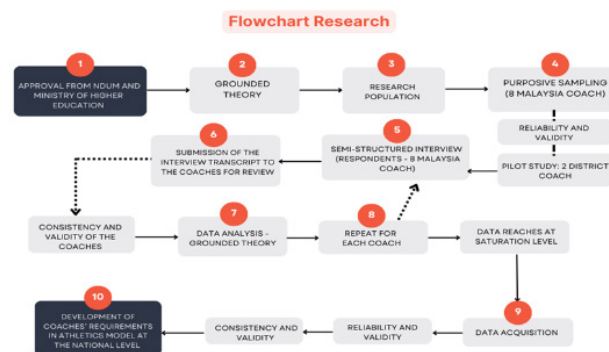 Flowchart Research
1
APPROVAL FROM NDUM AND
MINISTRY OF HIGHER
EDUCATION
2
GROUNDED
THEORY
3
RESEARCH
POPULATION
4
PURPOSIVE SAMPLING
(8 MALAYSIA COACH)
RELIABILITY AND
VALIDITY
PILOT STUDY: 2 DISTRICT
COACH
5
SEMI-STRUCTURED INTERVIEW
(RESPONDENTS - 8 MALAYSIA
COACH)
6
SUBMISSION OF THE
INTERVIEW TRANSCRIPT TO
THE COACHES FOR REVIEW
CONSISTENCY AND
VALIDITY OF THE
COACHES
7
DATA ANALYSIS -
GROUNDED THEORY
8
REPEAT FOR
EACH COACH
DATA REACHES AT
SATURATION LEVEL
9
DATA ACQUISITION
RELIABILITY AND
VALIDITY
CONSISTENCY AND
VALIDITY
10
DEVELOPMENT OF
COACHES' REQUIREMENTS
IN ATHLETICS MODEL AT
THE NATIONAL LEVEL